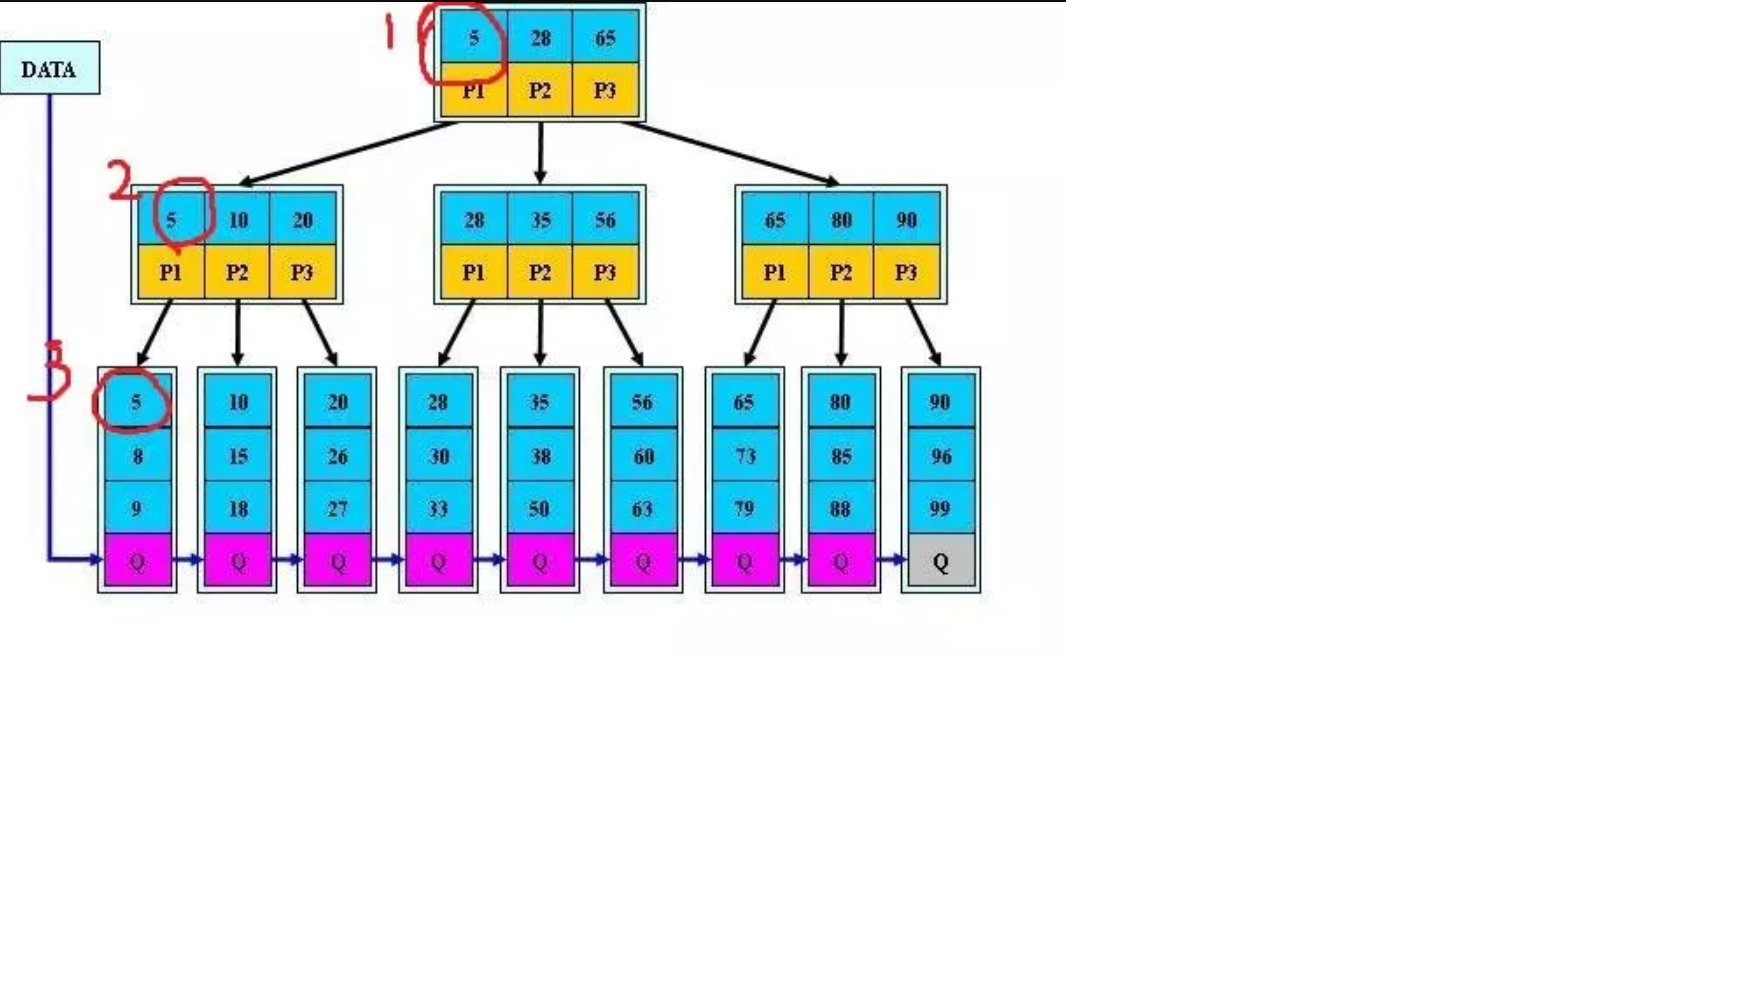 1
5 28 65
DATA
P1 P2 P3
2
5 10 20 28 35 56 65 80 90
P1 P2 P3 P1 P2 P3 P1 P2 P3
3
5 10 20 28 35 56 65 80 90
8 15 26 30 38 60 73 85 96
9 18 27 33 50 63 79 88 99
Q Q Q Q Q Q Q Q Q